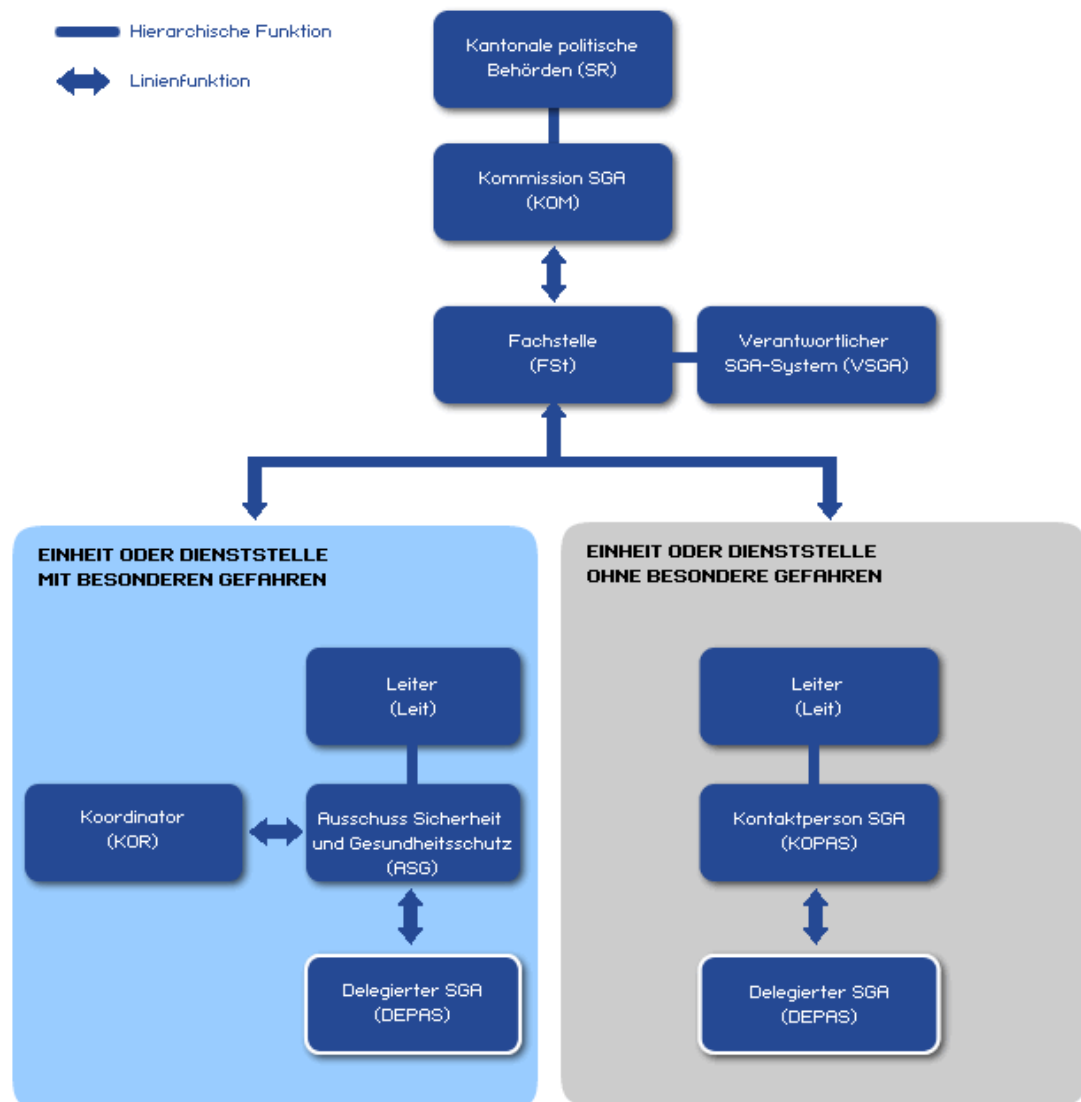 Hierarchische Funktion
Linienfunktion
Kantonale politische
Behörden (SR)
Kommission SGA
(KOM)
Fachstelle
(FSt)
Verantwortlicher
SGA-System (VSGA)
EINHEIT ODER DIENSTSTELLE
MIT BESONDEREN GEFAHREN
Leiter
(Leit)
Koordinator
(KOR)
Ausschuss Sicherheit
und Gesundheitsschutz
(ASG)
Delegierter SGA
(DEPAS)
EINHEIT ODER DIENSTSTELLE
OHNE BESONDERE GEFAHREN
Leiter
(Leit)
Kontaktperson SGA
(KOPAS)
Delegierter SGA
(DEPAS)